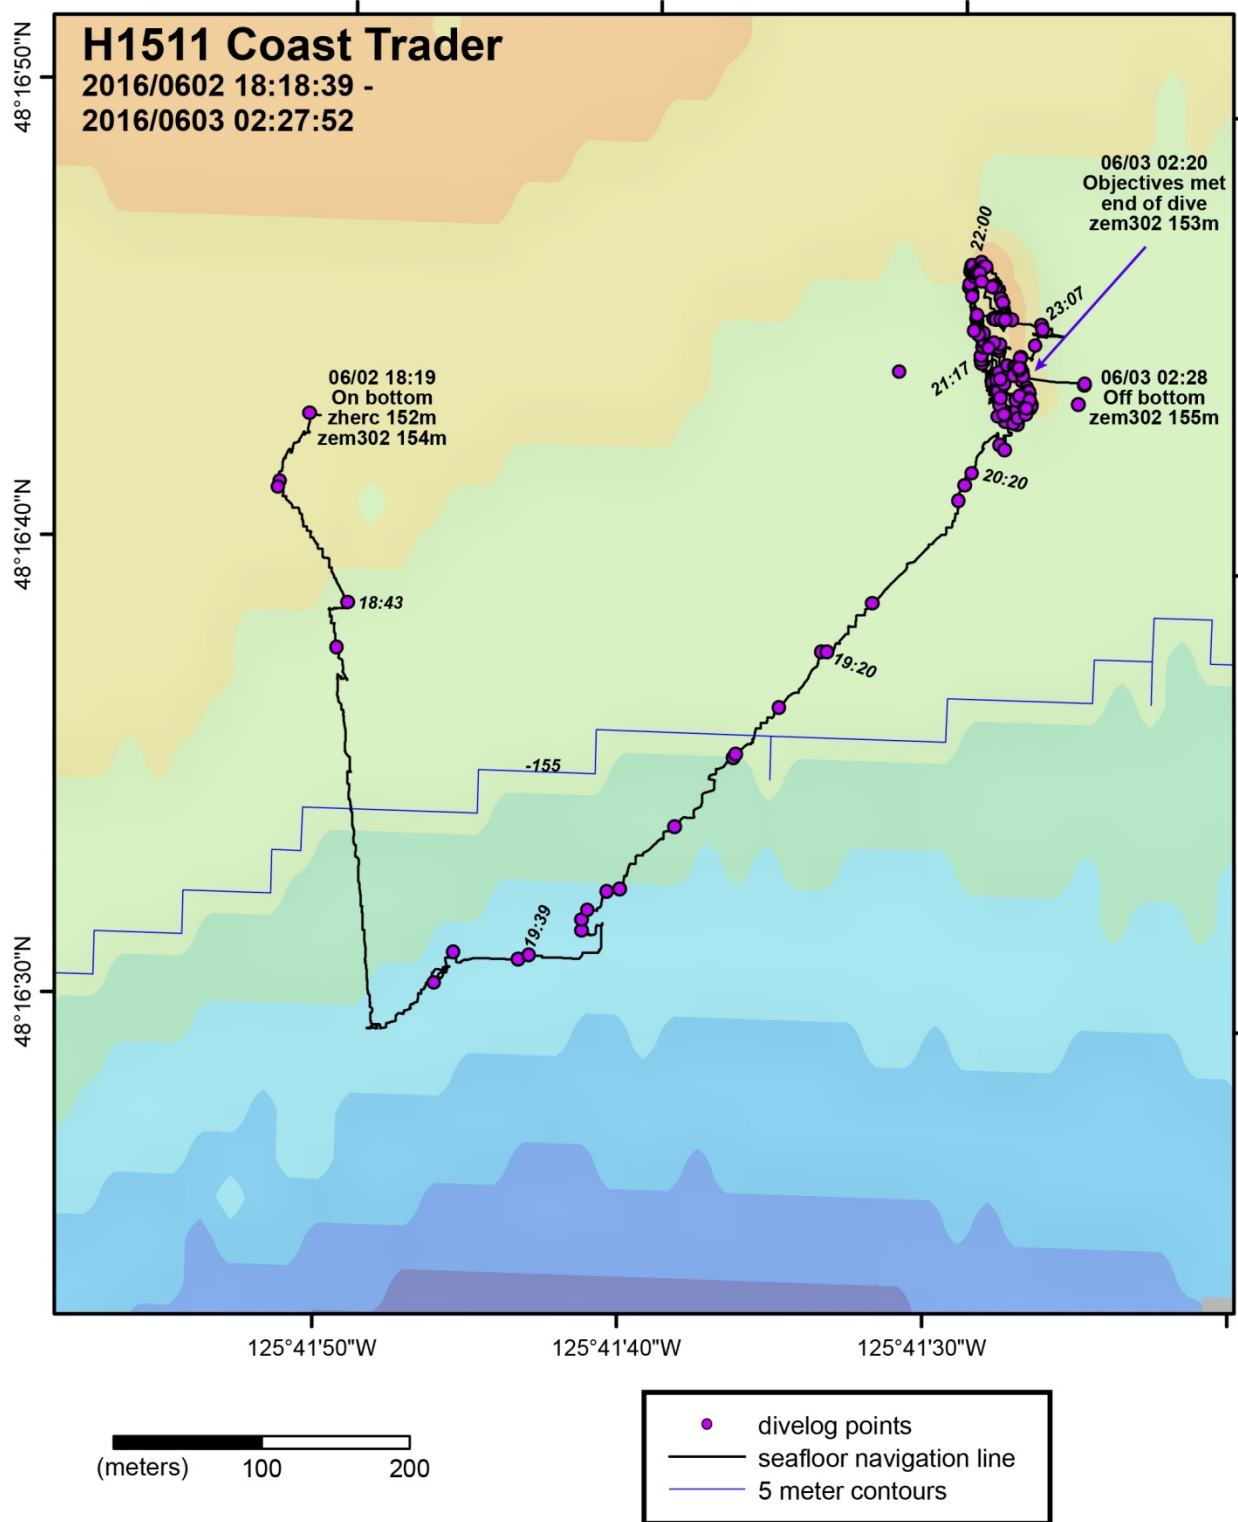 H1511 Coast Trader
2016/0602 18:18:39 -
2016/0603 02:27:52
48°16'50"N
48°16'40"N
48°16'30"N
06/03 02:20
Objectives met
end of dive
zem302 153m
22:00
23:07
21:17
06/02 18:19
On bottom
zherc 152m
zem302 154m
06/03 02:28
Off bottom
zem302 155m
20:20
18:43
19:20
-155
19:39
125°41'50"W
125°41'40"W
125°41'30"W
(meters) 100 200
divelog points
seafloor navigation line
5 meter contours